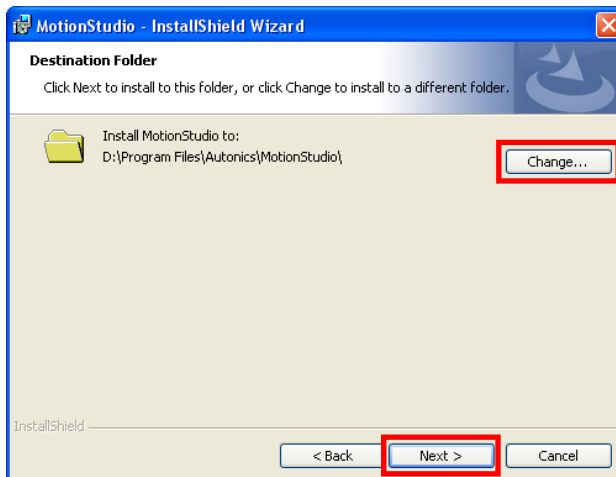 MotionStudio - InstallShield Wizard
Destination Folder
Click Next to install to this folder, or click Change to install to a different folder.
Install MotionStudio to:
D:\Program Files\Autonics\MotionStudio\
Change...
InstallShield
< Back
Next >
Cancel